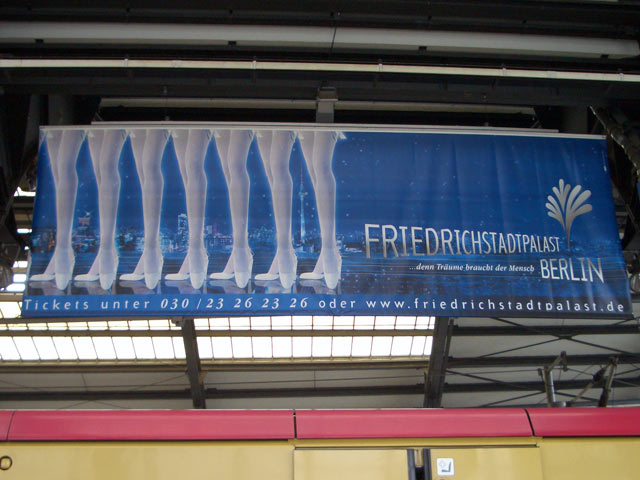 FRIEDRICHSTADTPALAST
...denn Träume braucht der Mensch BERLIN
Tickets unter 030 / 23 26 23 26 oder www.friedrichstadtpalast.de